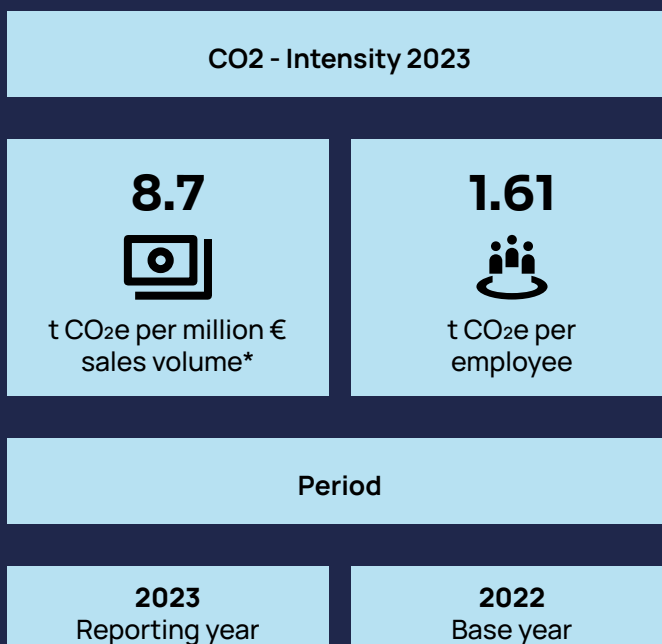 CO2 - Intensity 2023
8.7
t CO₂e per million €
sales volume*
1.61
t CO₂e per
employee
Period
2023
Reporting year
2022
Base year